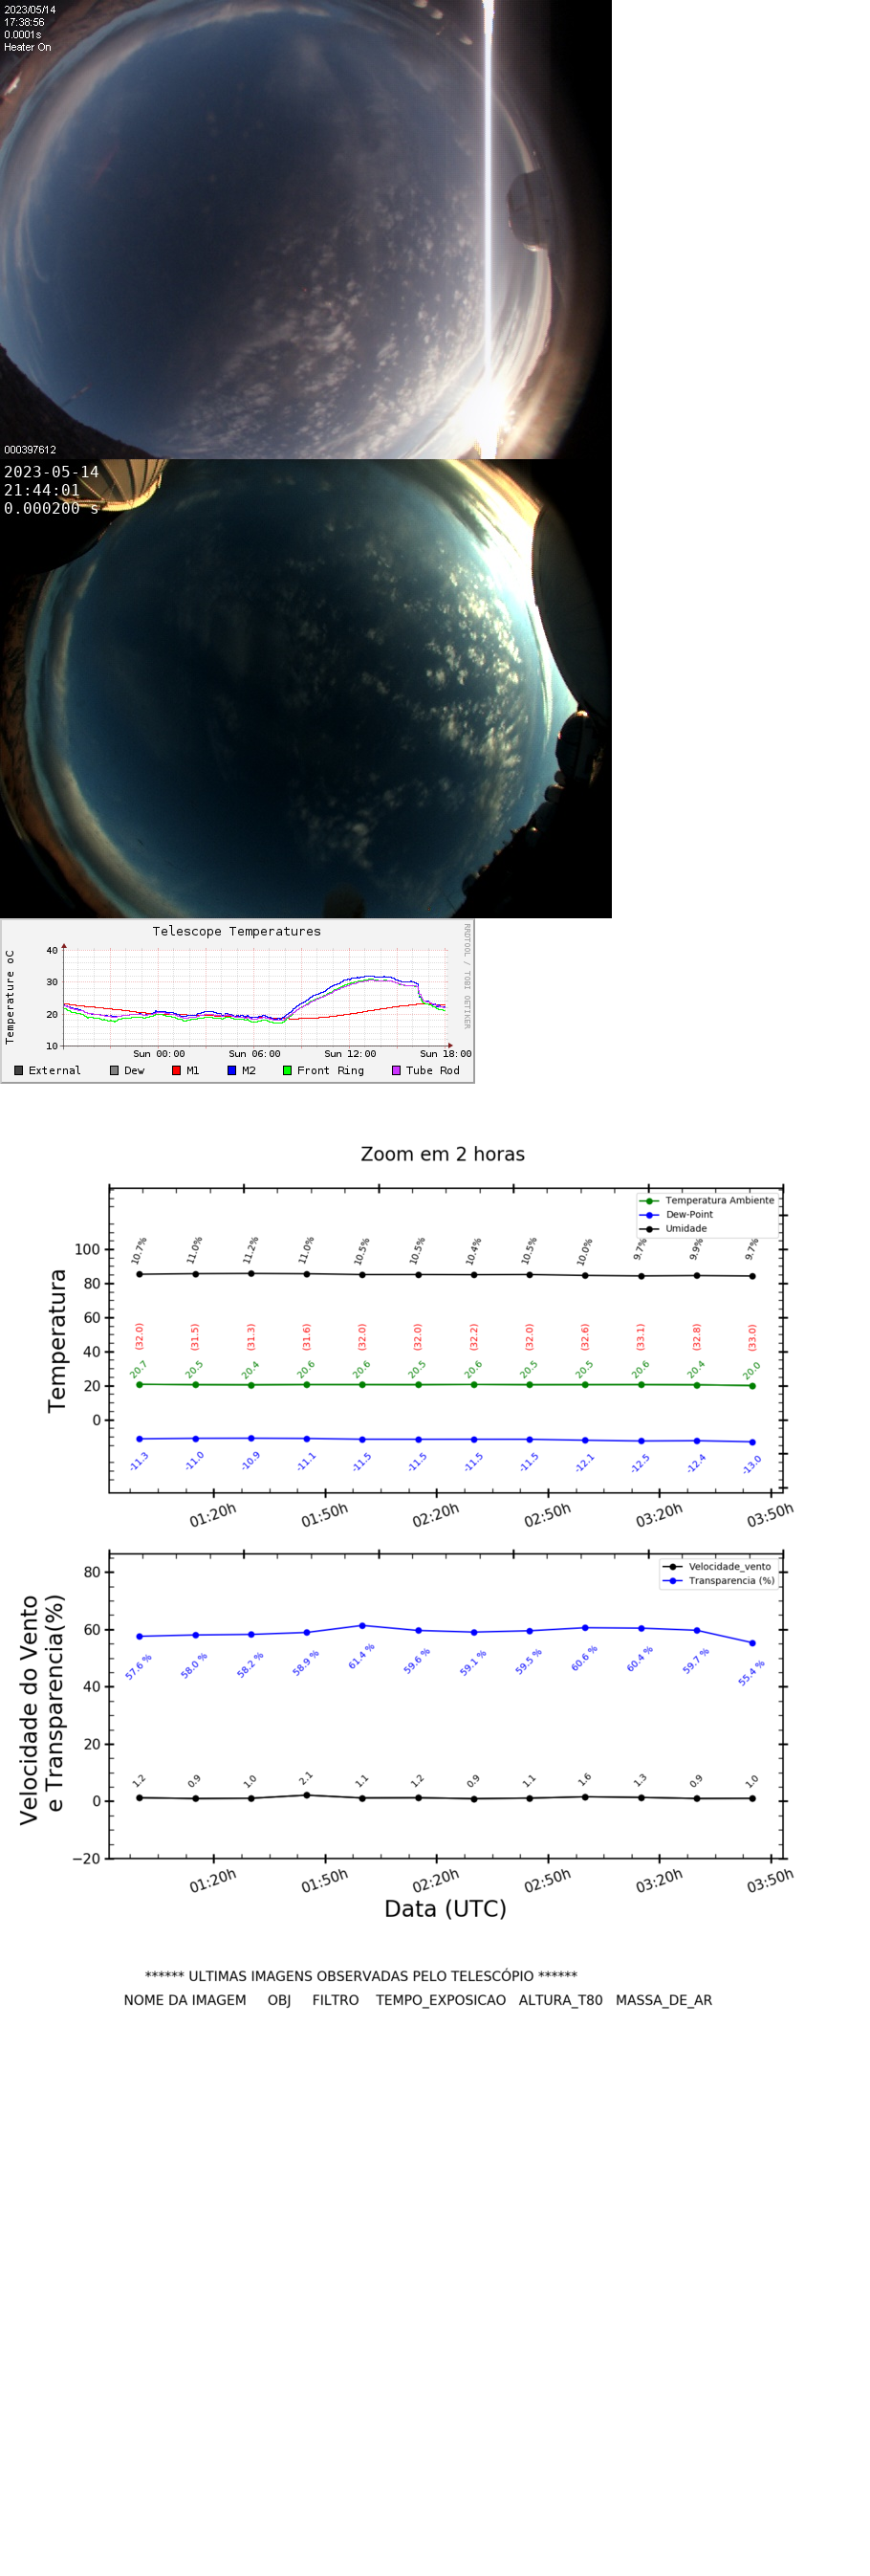 2023/05/14
17:38:56
0.0001s
Heater On
000397612
2023-05-14
21:44:01
0.000200 s
Telescope Temperatures
RRDTOOL / TOBI OETIKER
Temperature oC
40
30
20
10
Sun 00:00 Sun 06:00 Sun 12:00 Sun 18:00
External Dew M1 M2 Front Ring Tube Rod
Zoom em 2 horas
Temperatura Ambiente
Dew-Point
Umidade
Temperatura
100
80
60
40
20
0
10.7% 11.0% 11.2% 11.0% 10.5% 10.5% 10.4% 10.5% 10.0% 9.7% 9.9% 9.7%
(32.0) (31.5) (31.3) (31.6) (32.0) (32.0) (32.2) (32.0) (32.6) (33.1) (32.8) (33.0)
20.7 20.5 20.4 20.6 20.6 20.5 20.6 20.5 20.5 20.6 20.4 20.0
-11.3 -11.0 -10.9 -11.1 -11.5 -11.5 -11.5 -11.5 -12.1 -12.5 -12.4 -13.0
01:20h 01:50h 02:20h 02:50h 03:20h 03:50h
Velocidade_vento
Transparencia (%)
Velocidade do Vento
e Transparencia(%)
80
60
40
20
0
−20
57.6 % 58.0 % 58.2 % 58.9 % 61.4 % 59.6 % 59.1 % 59.5 % 60.6 % 60.4 % 59.7 % 55.4 %
1.2 0.9 1.0 2.1 1.1 1.2 0.9 1.1 1.6 1.3 0.9 1.0
01:20h 01:50h 02:20h 02:50h 03:20h 03:50h
Data (UTC)
****** ULTIMAS IMAGENS OBSERVADAS PELO TELESCÓPIO ******
NOME DA IMAGEM OBJ FILTRO TEMPO_EXPOSICAO ALTURA_T80 MASSA_DE_AR